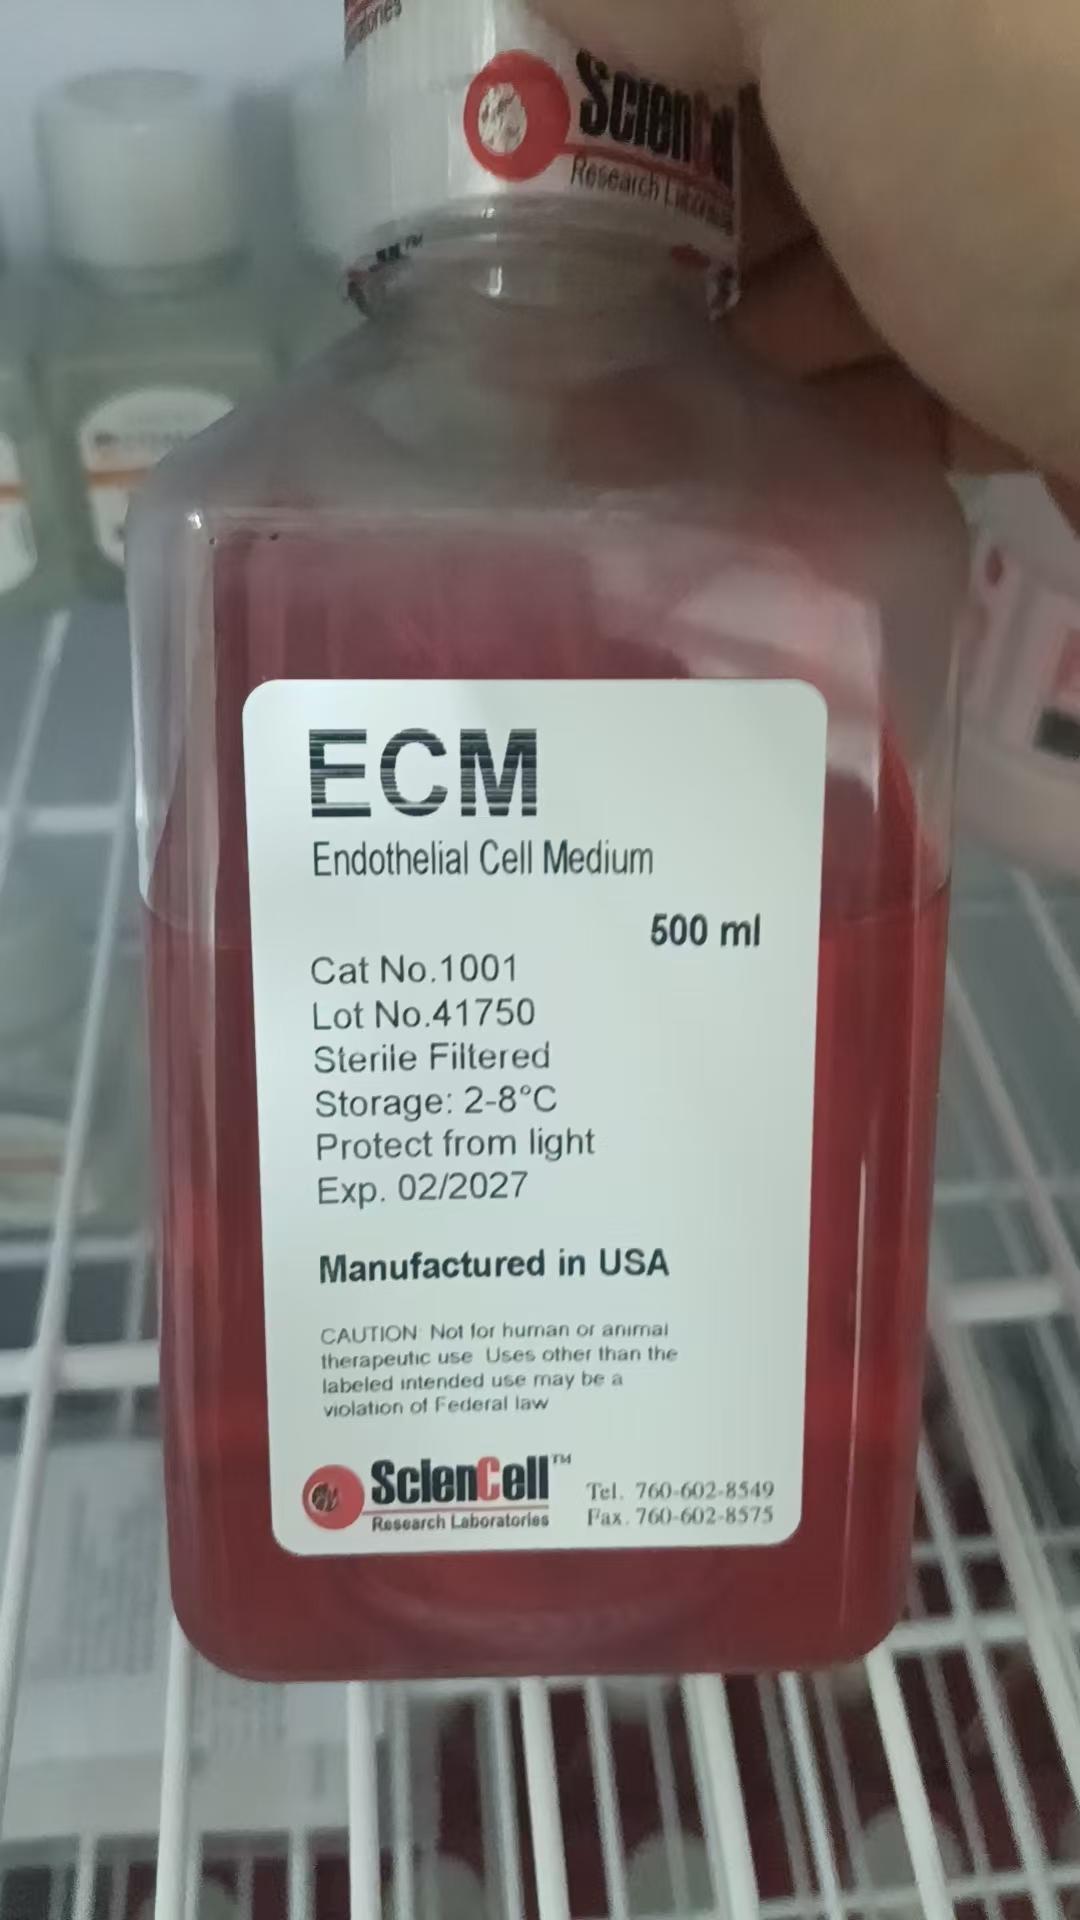 ScienCell
Research
ECM
Endothelial Cell Medium
500 ml
Cat No.1001
Lot No.41750
Sterile Filtered
Storage: 2-8°C
Protect from light
Exp. 02/2027
Manufactured in USA
CAUTION: Not for human or animal
therapeutic use Uses other than the
labeled intended use may be a
violation of Federal law
ScienCell™
Research Laboratories
Tel. 760-602-8549
Fax. 760-602-8575